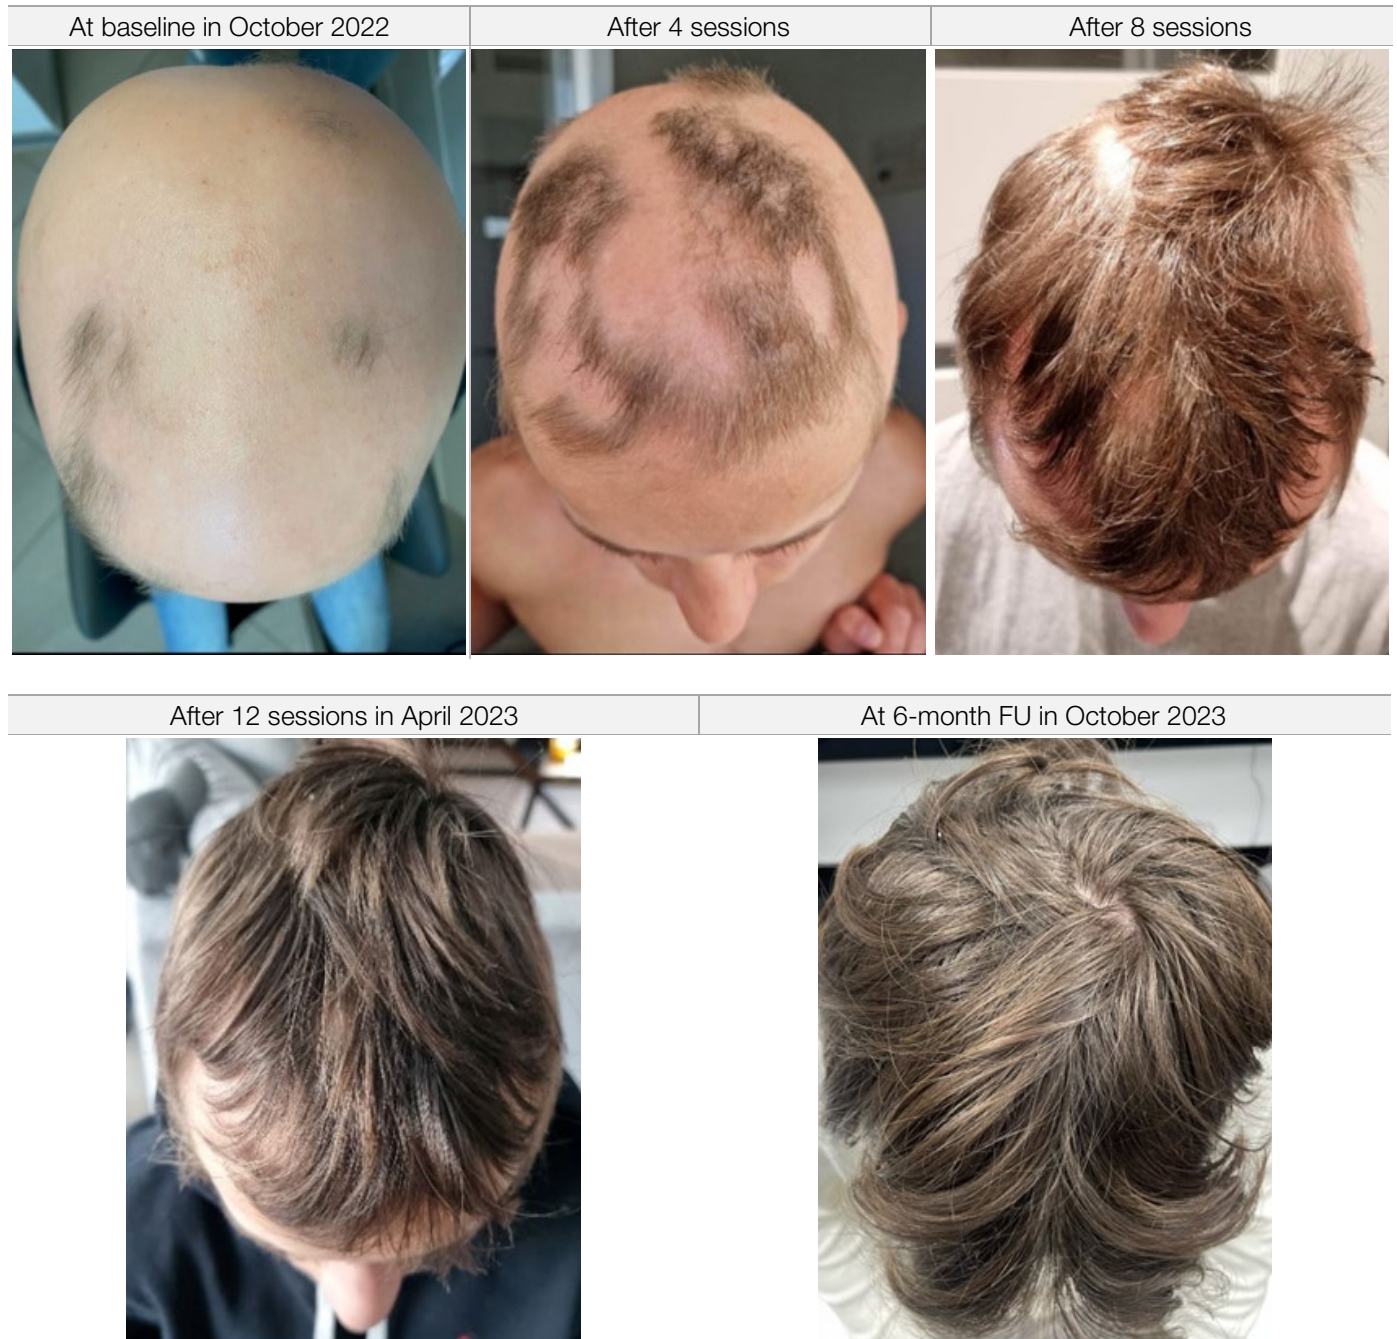 At baseline in October 2022
After 4 sessions
After 8 sessions
After 12 sessions in April 2023
At 6-month FU in October 2023